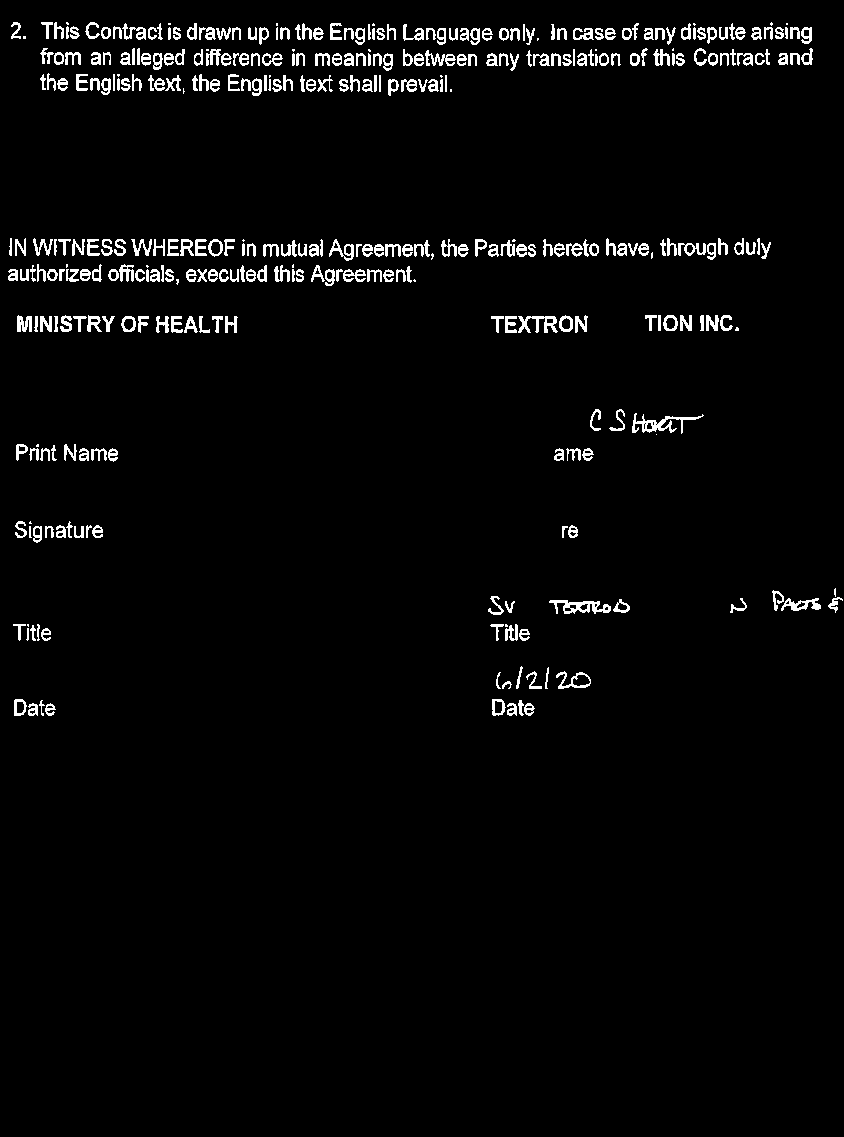 2. This Contract is drawn up in the English Language only. In case of any dispute arising
from an alleged difference in meaning between any translation of this Contract and
the English text, the English text shall prevail.
IN WITNESS WHEREOF in mutual Agreement, the Parties hereto have, through duly
authorized officials, executed this Agreement.
MINISTRY OF HEALTH TEXTRON TION INC.
C SHORT
Print Name ame
Signature re
SV TEXTRON N PARTS &
Title Title
6/2/20
Date Date